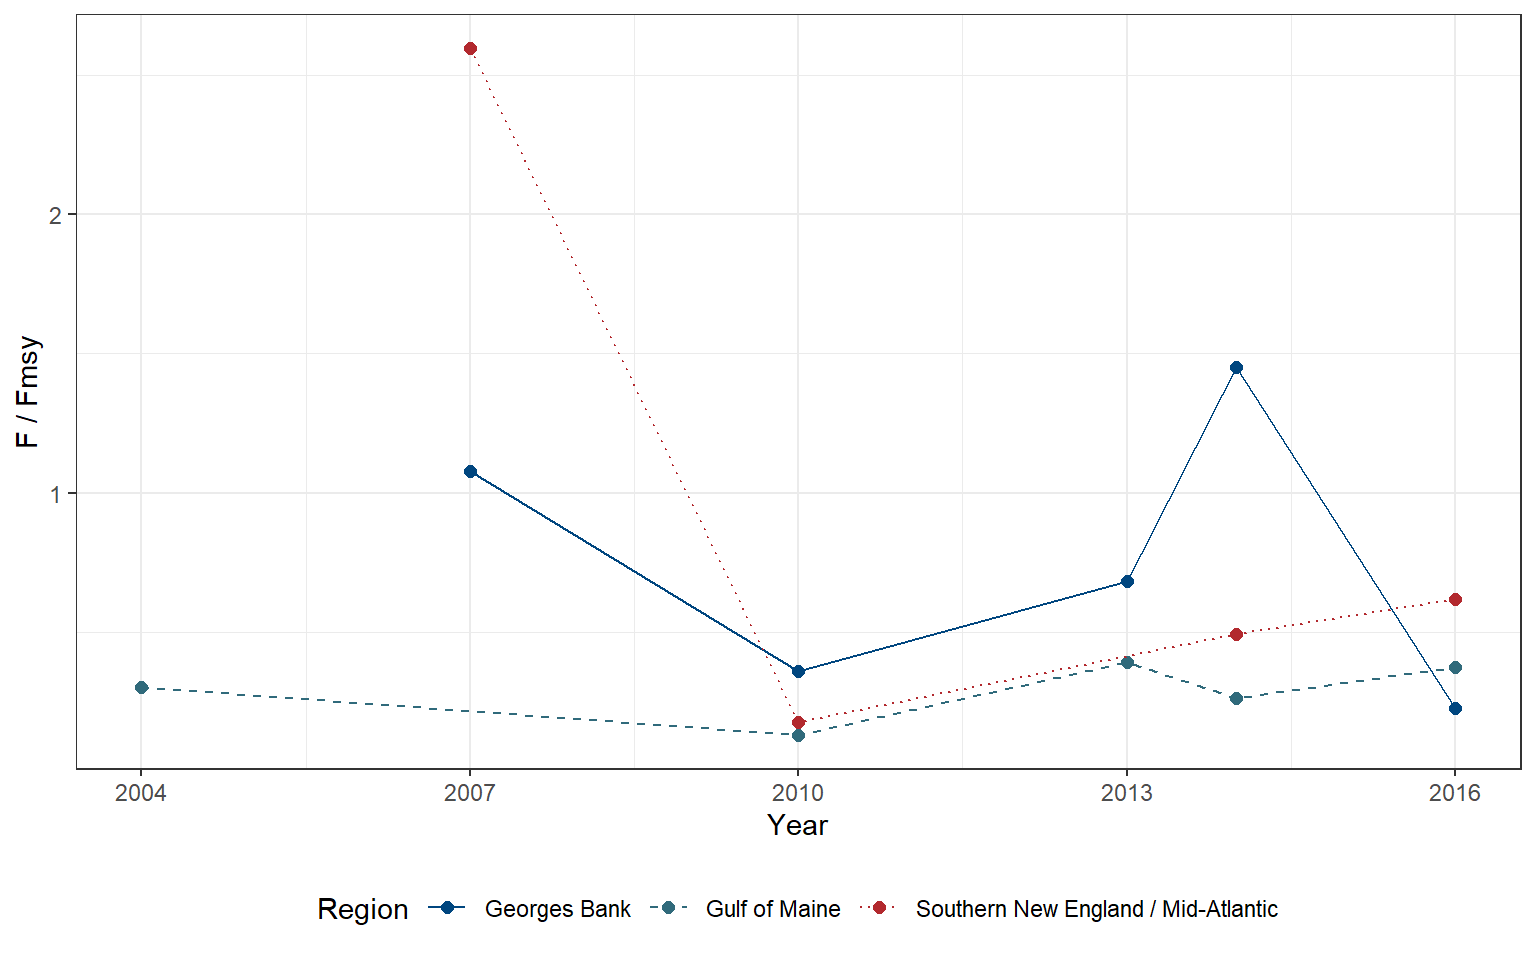 F / Fmsy
2
1
2004 2007 2010 2013 2016
Year
Region Georges Bank Gulf of Maine Southern New England / Mid-Atlantic